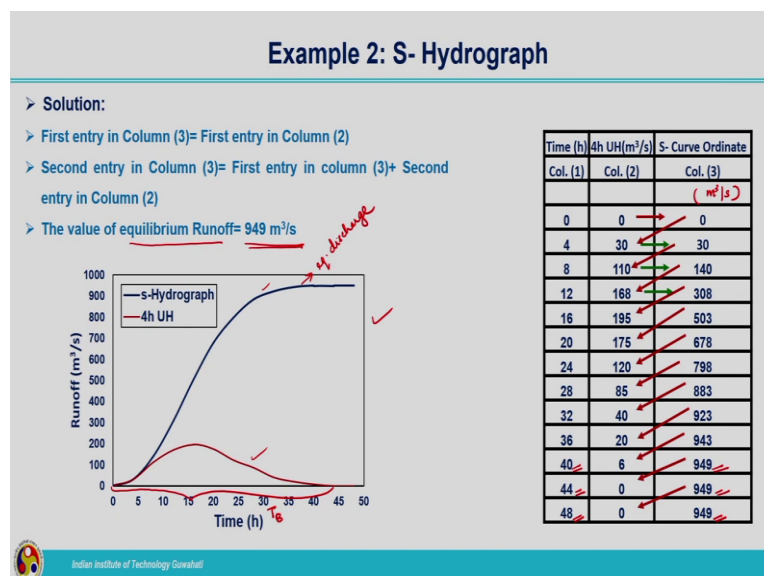 Example 2: S- Hydrograph
➤ Solution:
➤ First entry in Column (3)= First entry in Column (2)
➤ Second entry in Column (3)= First entry in column (3)+ Second
entry in Column (2)
➤ The value of equilibrium Runoff= 949 m³/s
eq. discharge
1000
900
800
700
600
500
400
300
200
100
0
Runoff (m³/s)
s-Hydrograph
4h UH
0 5 10 15 20 25 30 35 40 45 50
T_B
Time (h)
Time (h) 4h UH(m³/s) S- Curve Ordinate
Col. (1) Col. (2) Col. (3)
(m³/s)
0 0 0
4 30 30
8 110 140
12 168 308
16 195 503
20 175 678
24 120 798
28 85 883
32 40 923
36 20 943
40 6 949
44 0 949
48 0 949
Indian Institute of Technology Guwahati